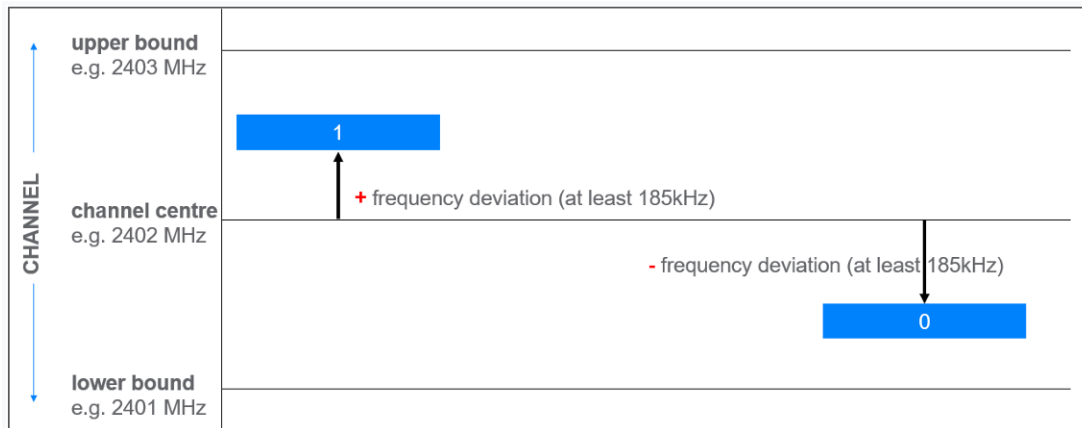 CHANNEL
upper bound
e.g. 2403 MHz
1
+ frequency deviation (at least 185kHz)
channel centre
e.g. 2402 MHz
- frequency deviation (at least 185kHz)
0
lower bound
e.g. 2401 MHz